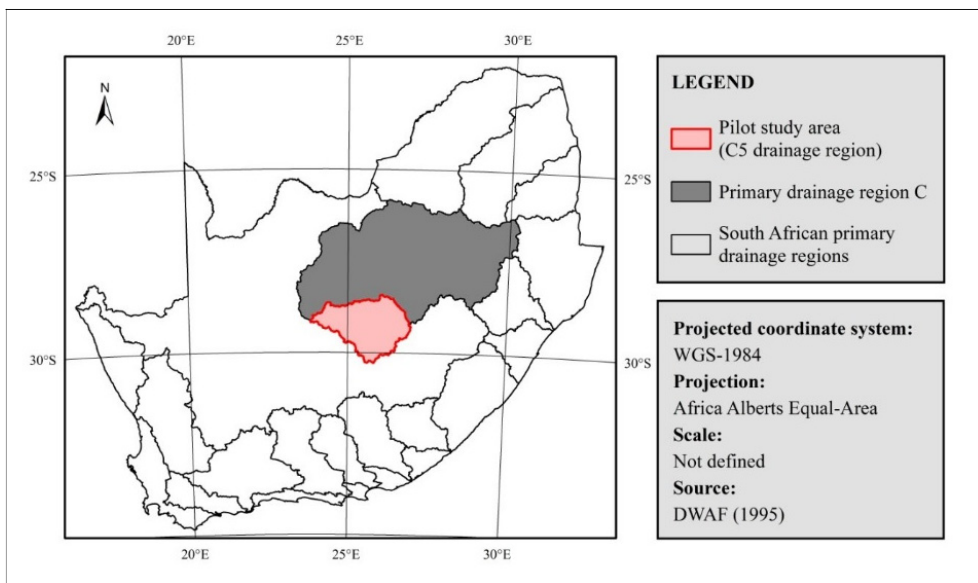 20°E 25°E 30°E
N
25°S 25°S
30°S 30°S
20°E 25°E 30°E
LEGEND
Pilot study area
(C5 drainage region)
Primary drainage region C
South African primary
drainage regions
Projected coordinate system:
WGS-1984
Projection:
Africa Alberts Equal-Area
Scale:
Not defined
Source:
DWAF (1995)